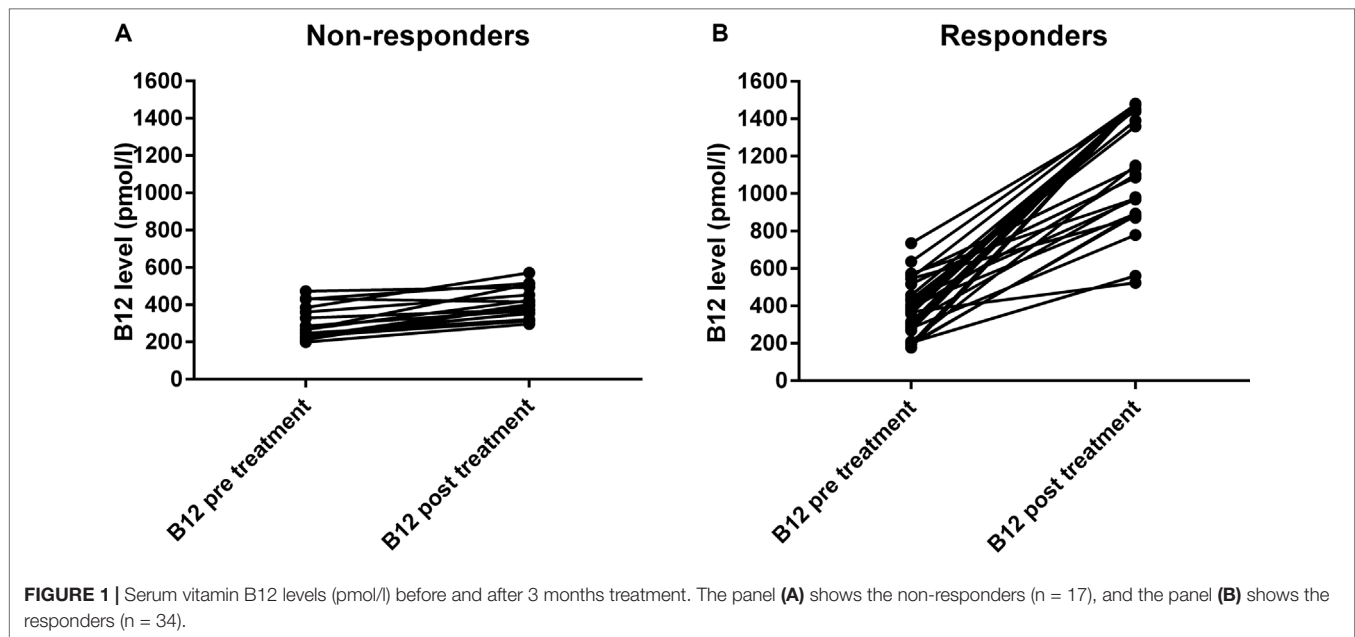 A
Non-responders
B12 level (pmol/l)
1600
1400
1200
1000
800
600
400
200
0
B12 pre treatment
B12 post treatment
B
Responders
B12 level (pmol/l)
1600
1400
1200
1000
800
600
400
200
0
B12 pre treatment
B12 post treatment
FIGURE 1 | Serum vitamin B12 levels (pmol/l) before and after 3 months treatment. The panel (A) shows the non-responders (n = 17), and the panel (B) shows the
responders (n = 34).